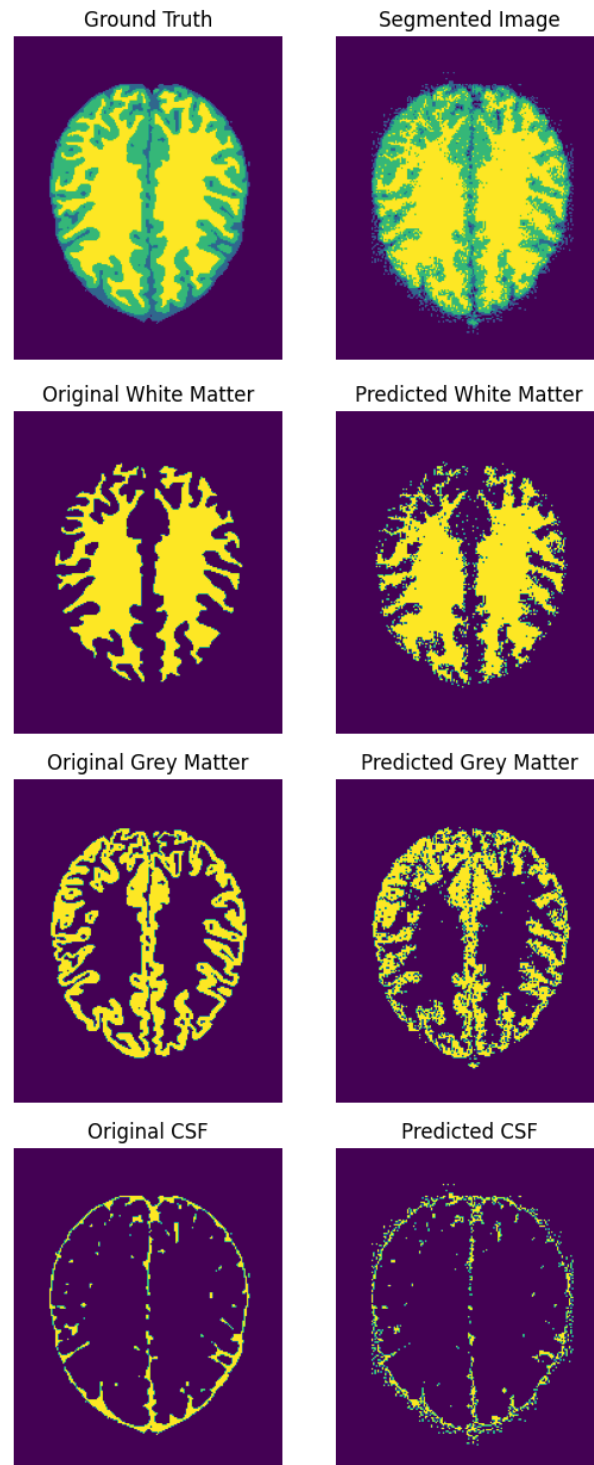 Ground Truth
Segmented Image
Original White Matter
Predicted White Matter
Original Grey Matter
Predicted Grey Matter
Original CSF
Predicted CSF